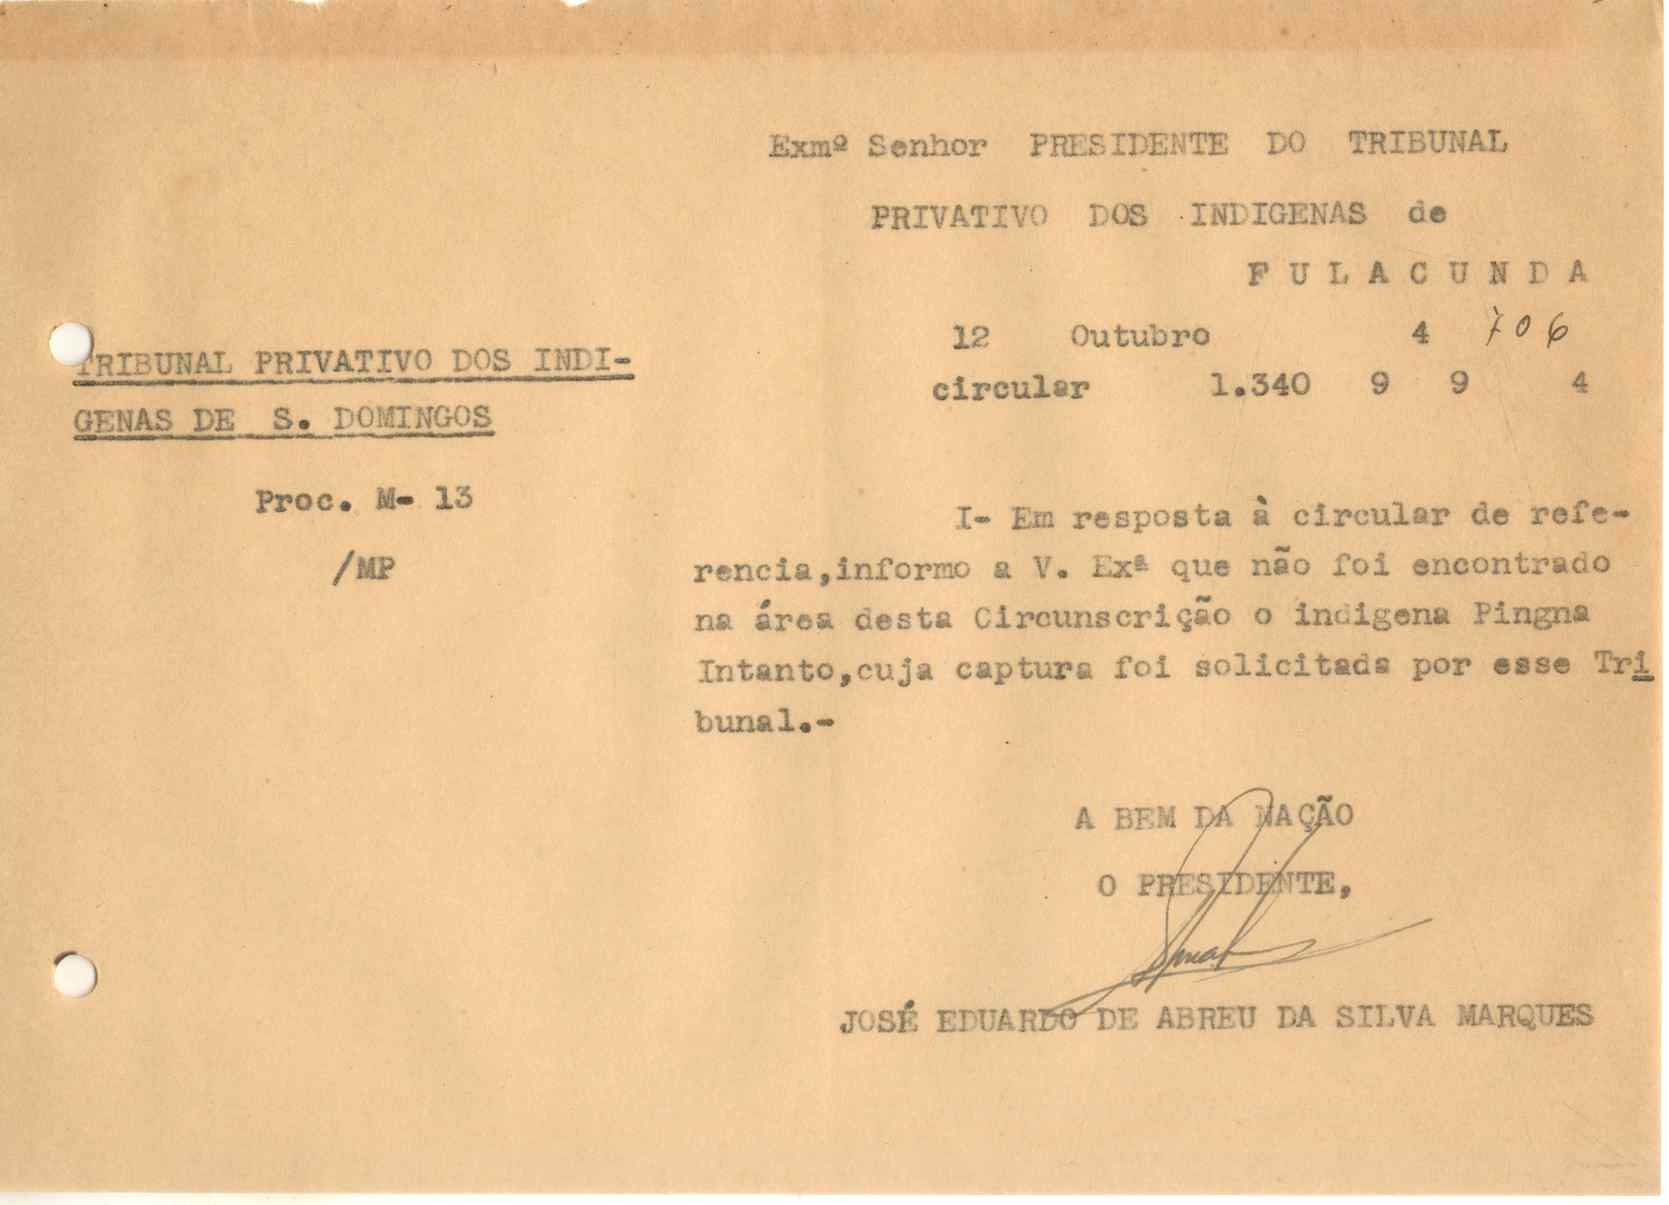 Exmº Senhor PRESIDENTE DO TRIBUNAL
PRIVATIVO DOS INDIGENAS de
F U L A C U N D A
12 Outubro 4 706
circular 1.340 9 9 4
TRIBUNAL PRIVATIVO DOS INDI-
GENAS DE S. DOMINGOS
Proc. M- 13
/MP
I- Em resposta à circular de refe-
rencia,informo a V. Exª que não foi encontrado
na área desta Circunscrição o indigena Pingna
Intanto,cuja captura foi solicitada por esse Tri
bunal.-
A BEM DA NAÇÃO
O PRESIDENTE,
JOSÉ EDUARDO DE ABREU DA SILVA MARQUES